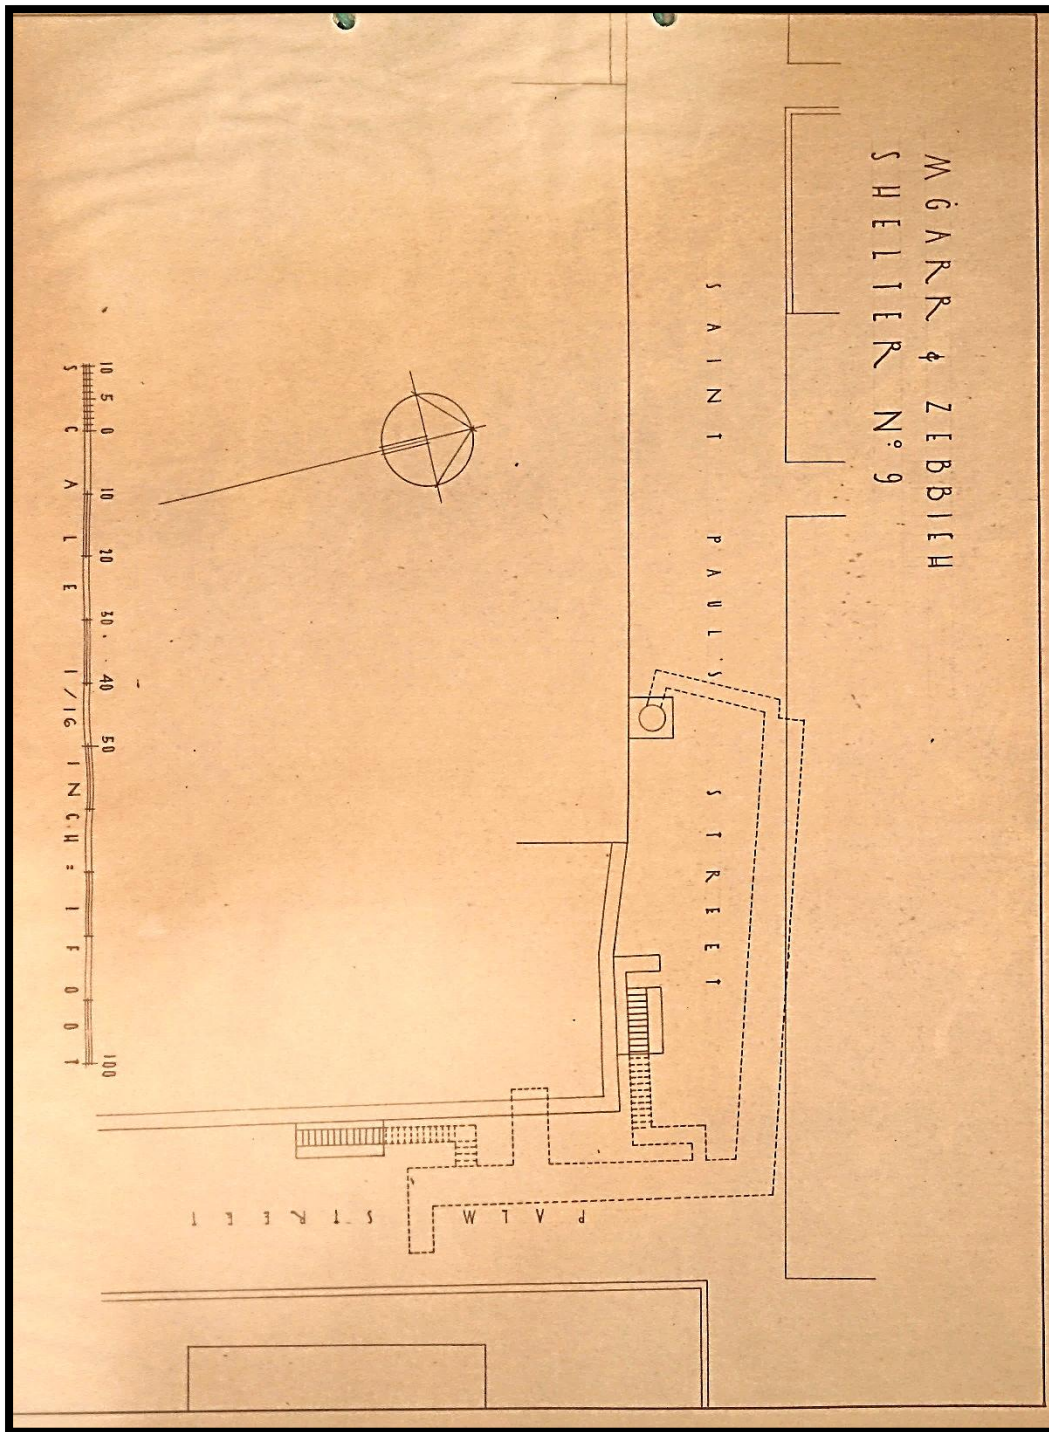 MĠARR & ZEBBIEH
SHELTER Nº 9
SAINT PAUL'S STREET
PALM STREET
10 5 0 10 20 30 40 50 100
SCALE 1/16 INCH = 1 FOOT